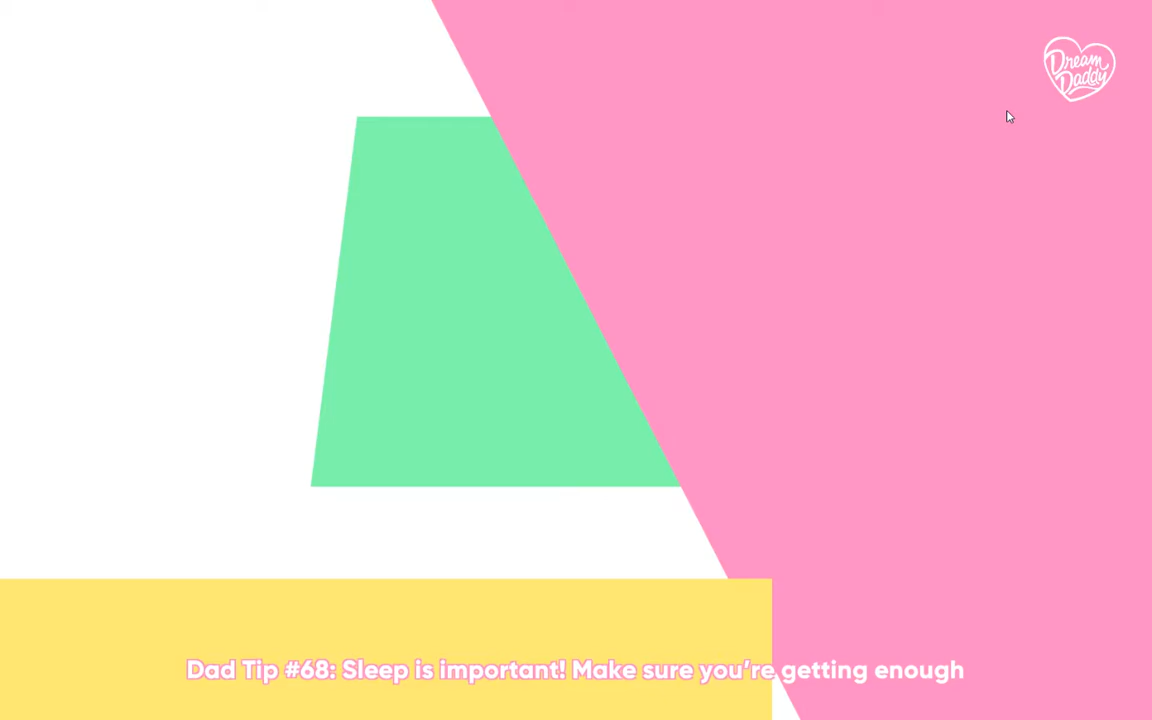 Dream
Daddy
Dad Tip #68: Sleep is important! Make sure you're getting enough